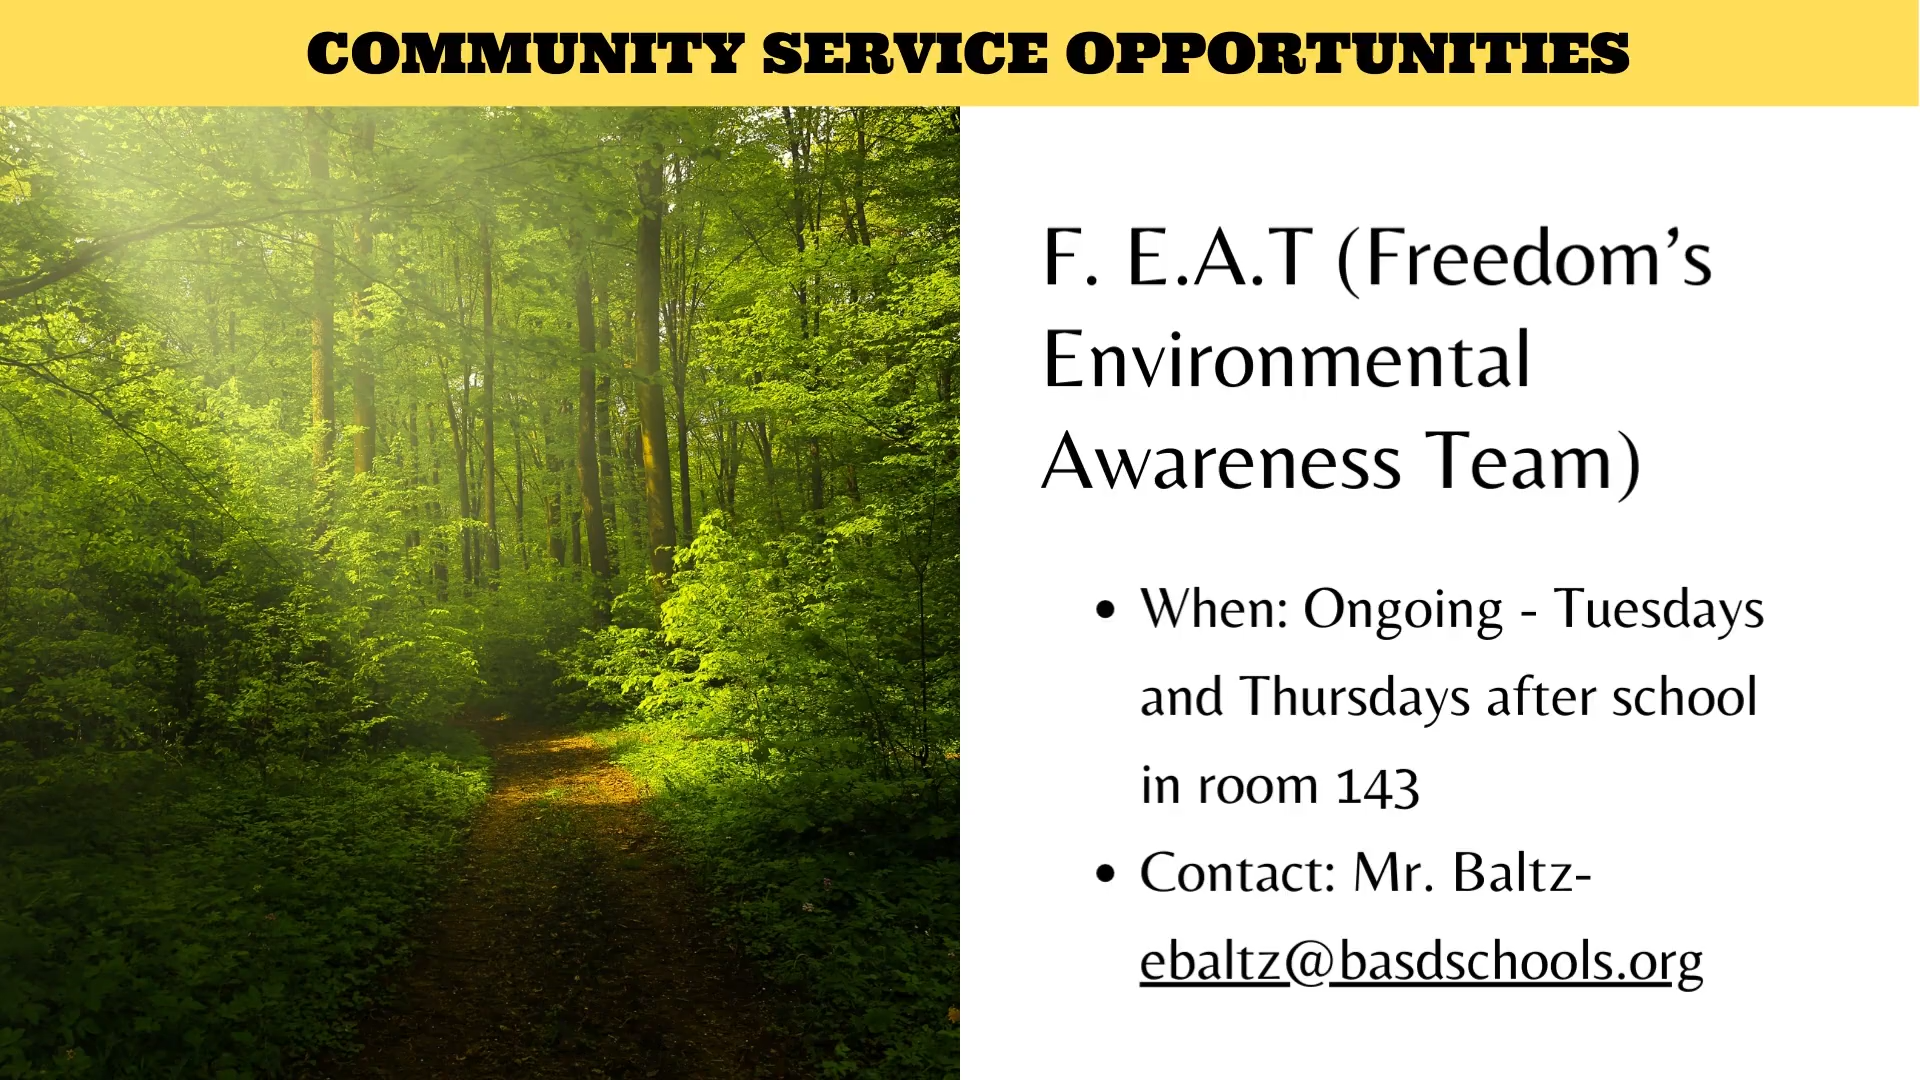 COMMUNITY SERVICE OPPORTUNITIES
F. E.A.T (Freedom’s
Environmental
Awareness Team)
• When: Ongoing - Tuesdays
and Thursdays after school
in room 143
• Contact: Mr. Baltz-
ebaltz@basdschools.org